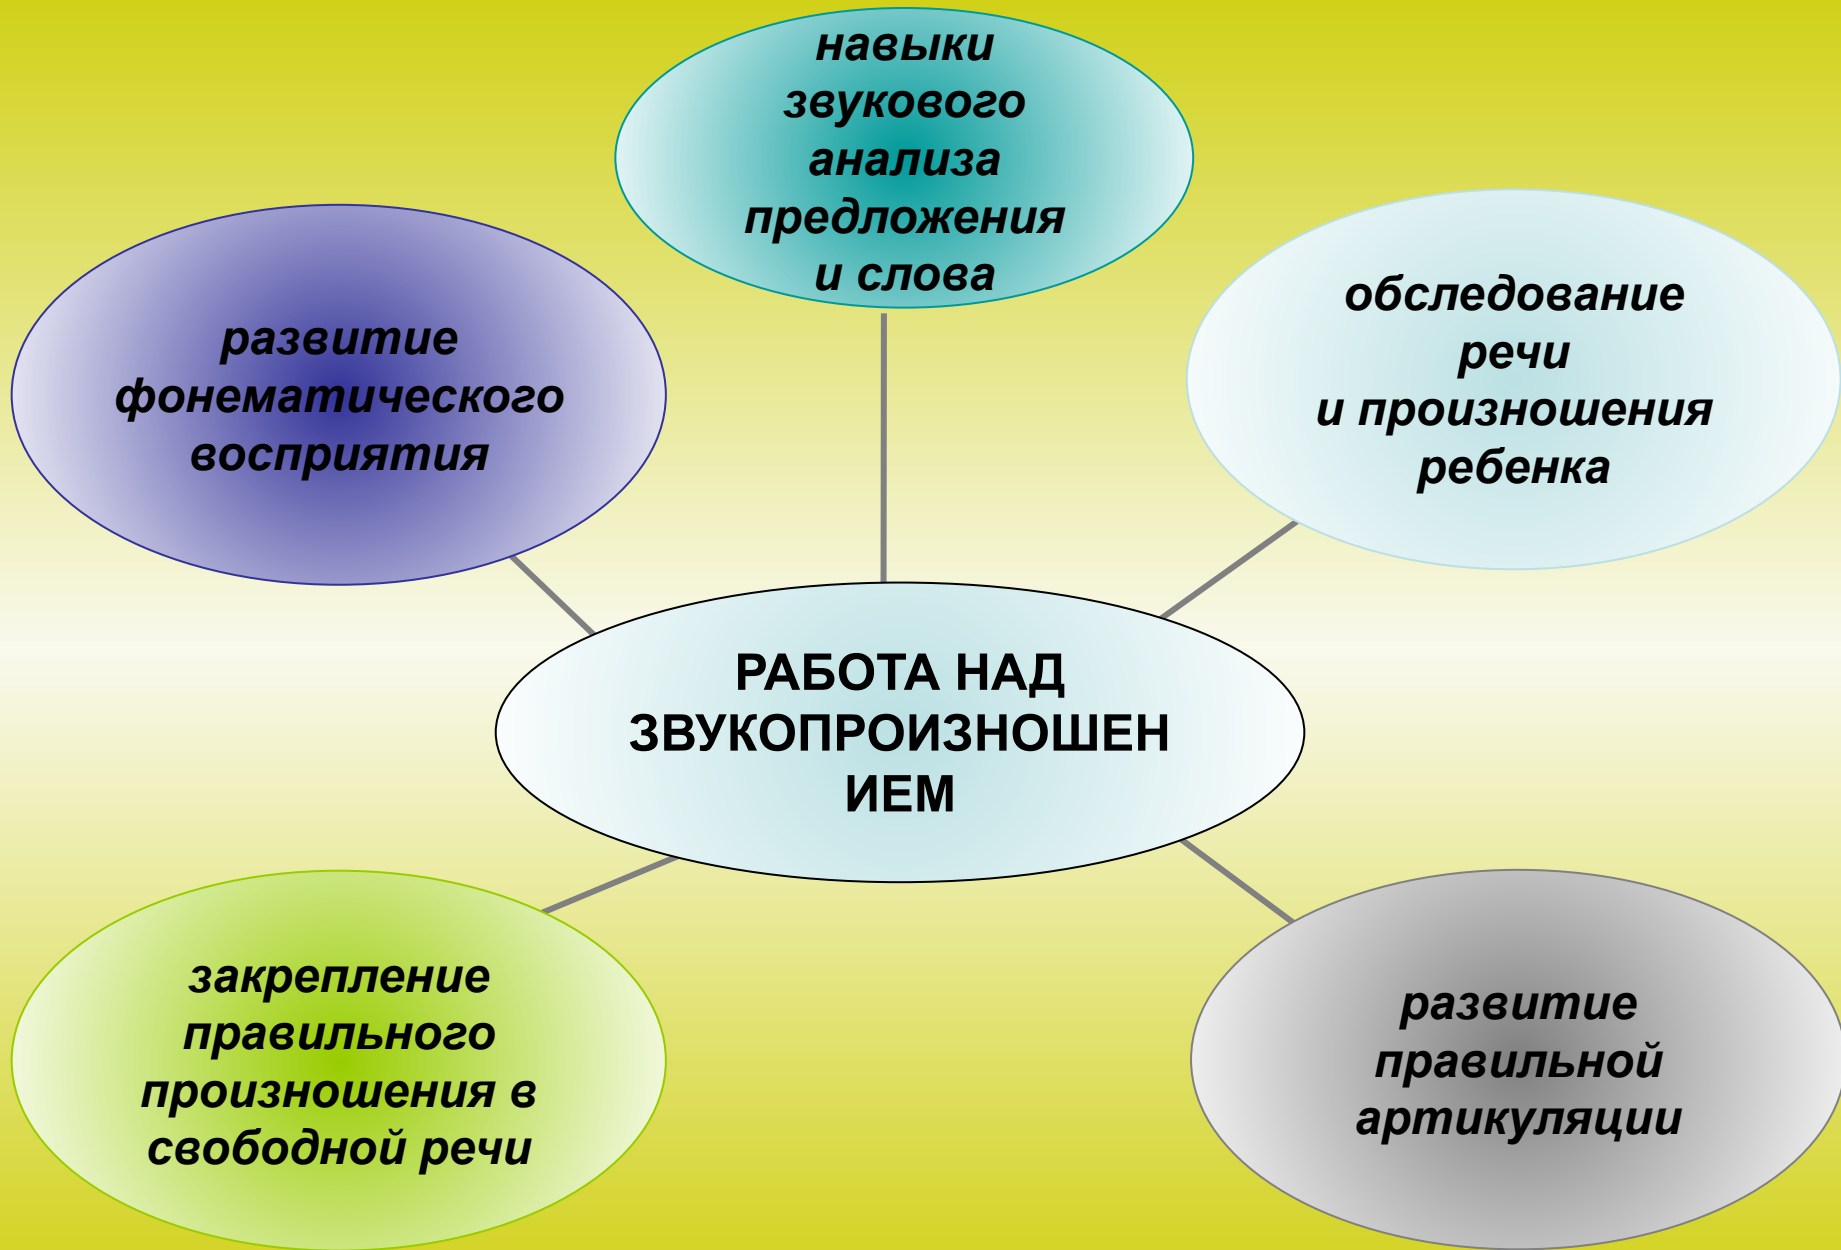 навыки
звукового
анализа
предложения
и слова
развитие
фонематического
восприятия
обследование
речи
и произношения
ребенка
РАБОТА НАД
ЗВУКОПРОИЗНОШЕН
ИЕМ
закрепление
правильного
произношения в
свободной речи
развитие
правильной
артикуляции